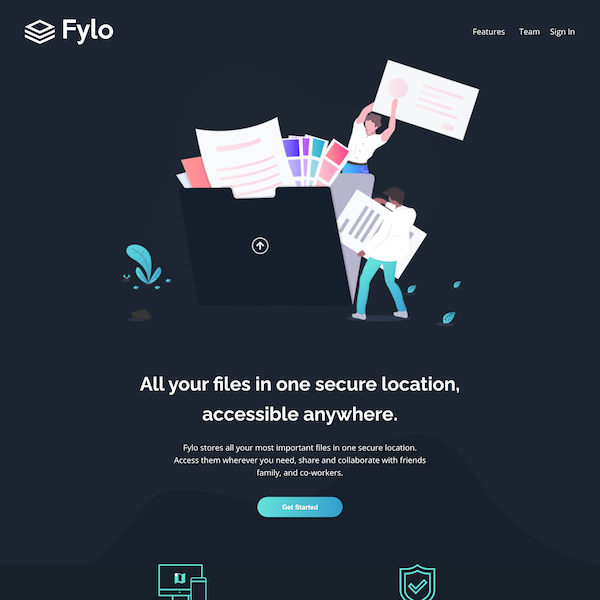 Fylo
Features Team Sign In
All your files in one secure location,
accessible anywhere.
Fylo stores all your most important files in one secure location.
Access them wherever you need, share and collaborate with friends
family, and co-workers.
Get Started